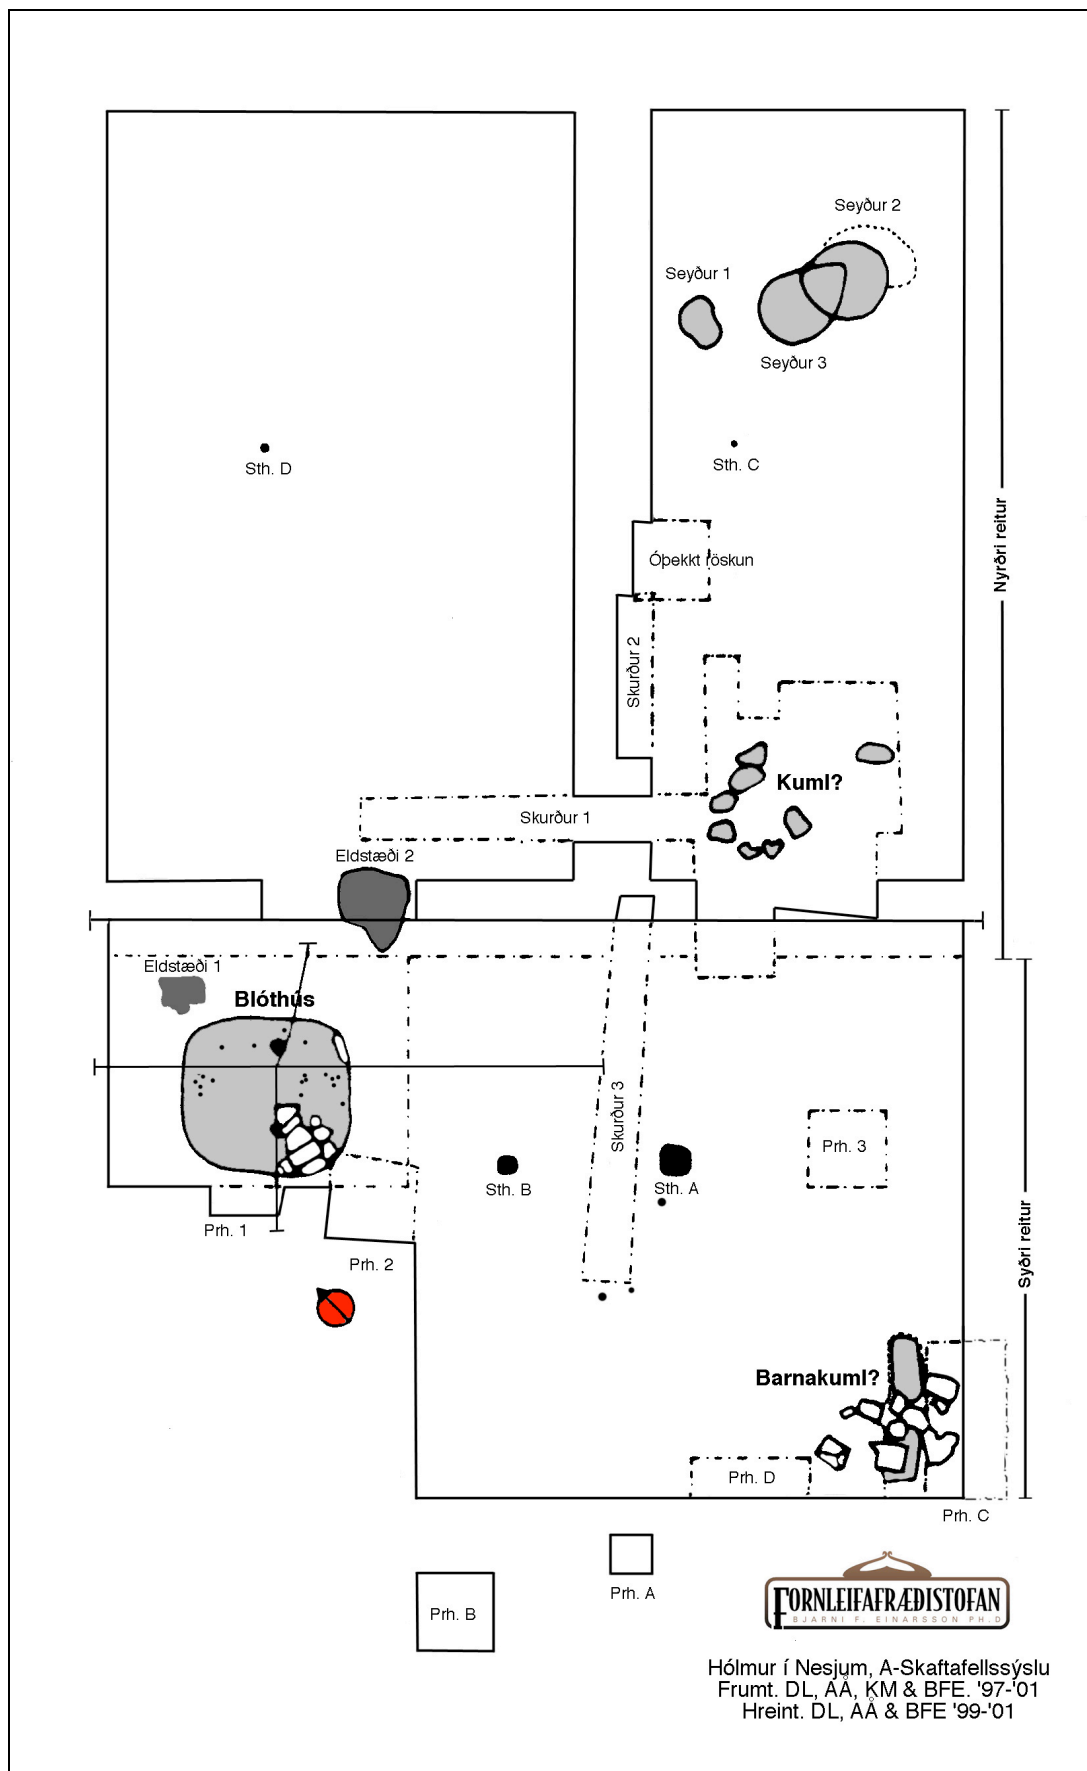 Seyður 2
Seyður 1
Seyður 3
Sth. D
Sth. C
Óþekkt röskun
Nyrðri reitur
Skurður 2
Kuml?
Skurður 1
Eldstæði 2
Eldstæði 1
Blóthús
Skurður 3
Prh. 3
Sth. B
Sth. A
Prh. 1
Prh. 2
Syðri reitur
Barnakuml?
Prh. D
Prh. C
Prh. A
Prh. B
FORNLEIFAFRÆÐISTOFAN
BJARNI F. EINARSSON PH.D
Hólmur í Nesjum, A-Skaftafellssýslu
Frumt. DL, AÅ, KM & BFE. '97-'01
Hreint. DL, AÅ & BFE '99-'01